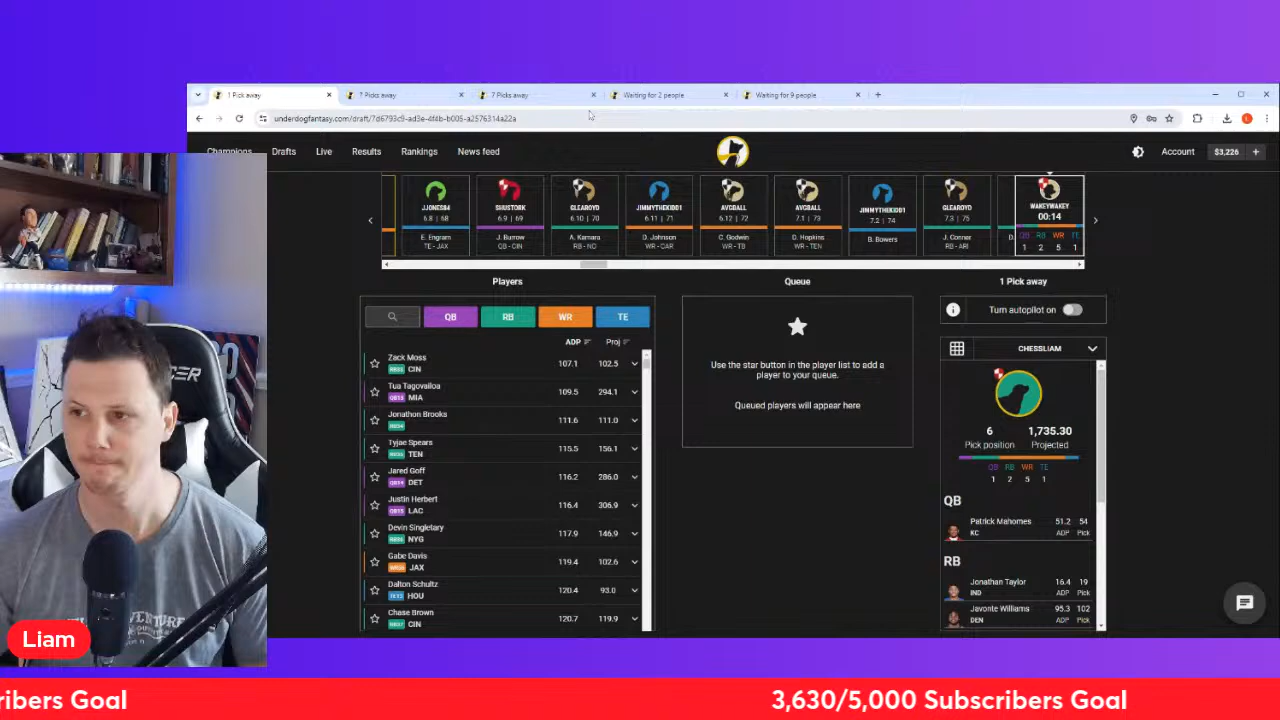 1 Pick away
7 Picks away
7 Picks away
Waiting for 2 people
Waiting for 9 people
underdogfantasy.com/draft/7d6793c9-ad3e-4f4b-b005-a2576314a22a
Champions
Drafts
Live
Results
Rankings
News feed
Account
$3,226
JJONES84
6.8 | 68
E. Engram
TE - JAX
SHUSTORK
6.9 | 69
J. Burrow
QB - CIN
GLEAROYD
6.10 | 70
A. Kamara
RB - NO
JIMMYTHEKIDD1
6.11 | 71
D. Johnson
WR - CAR
AVGBALL
6.12 | 72
C. Godwin
WR - TB
AVGBALL
7.1 | 73
D. Hopkins
WR - TEN
JIMMYTHEKIDD1
7.2 | 74
B. Bowers
GLEAROYD
7.3 | 75
J. Conner
RB - ARI
D.
WAKEYWAKEY
00:14
QB RB WR TE
1 2 5 1
Players
Queue
1 Pick away
QB
RB
WR
TE
ADP
Proj
Zack Moss
CIN
107.1
102.5
Tua Tagovailoa
MIA
109.5
294.1
Jonathon Brooks
111.6
111.0
Tyjae Spears
TEN
115.5
156.1
Jared Goff
DET
116.2
286.0
Justin Herbert
LAC
116.4
306.9
Devin Singletary
NYG
117.9
146.9
Gabe Davis
JAX
119.4
102.6
Dalton Schultz
HOU
120.4
93.0
Chase Brown
CIN
120.7
119.9
Use the star button in the player list to add a
player to your queue.
Queued players will appear here
Turn autopilot on
CHESSLIAM
6
Pick position
1,735.30
Projected
QB RB WR TE
1 2 5 1
QB
Patrick Mahomes
KC
51.2
ADP
54
Pick
RB
Jonathan Taylor
IND
16.4
ADP
19
Pick
Javonte Williams
DEN
95.3
ADP
102
Pick
Liam
ribers Goal
3,630/5,000 Subscribers Goal